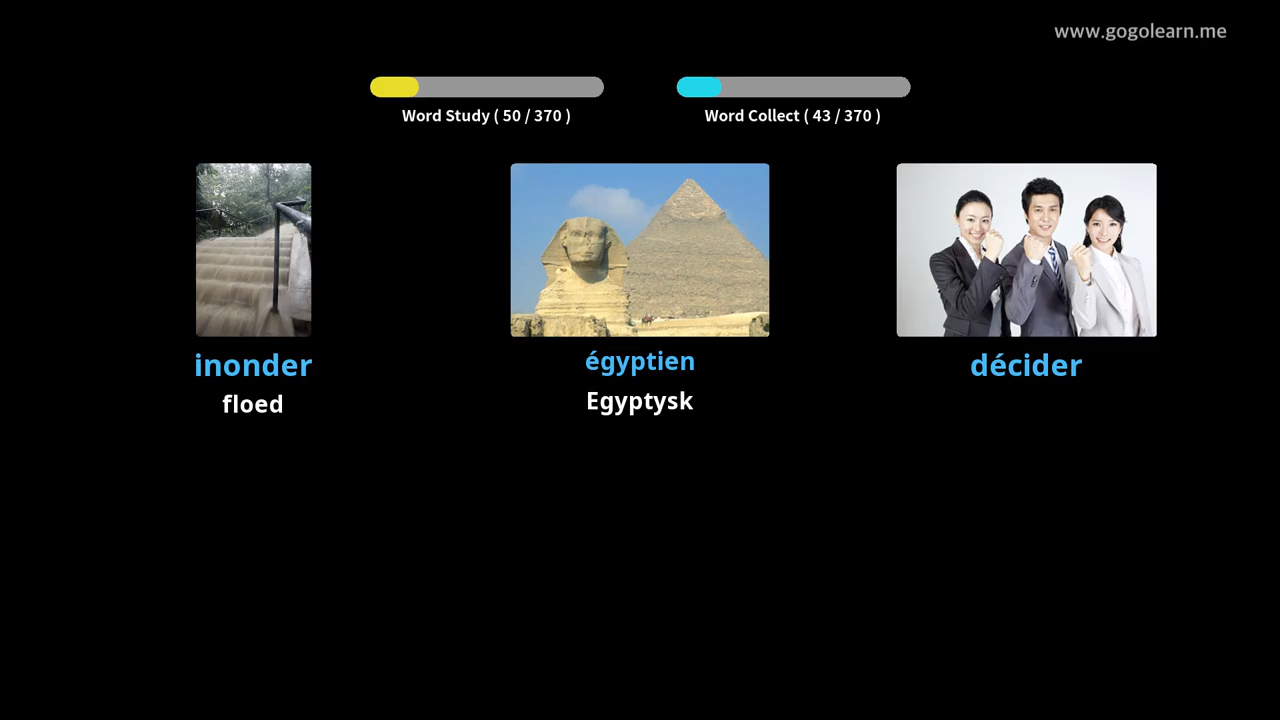 www.gogolearn.me
Word Study ( 50 / 370 )
Word Collect ( 43 / 370 )
inonder
floed
égyptien
Egyptysk
décider